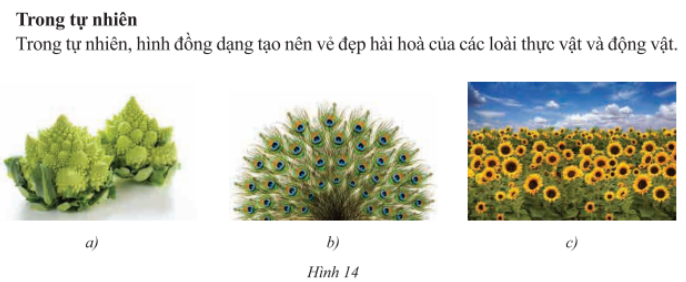 Trong tự nhiên
Trong tự nhiên, hình đồng dạng tạo nên vẻ đẹp hài hoà của các loài thực vật và động vật.
a)
b)
c)
Hình 14